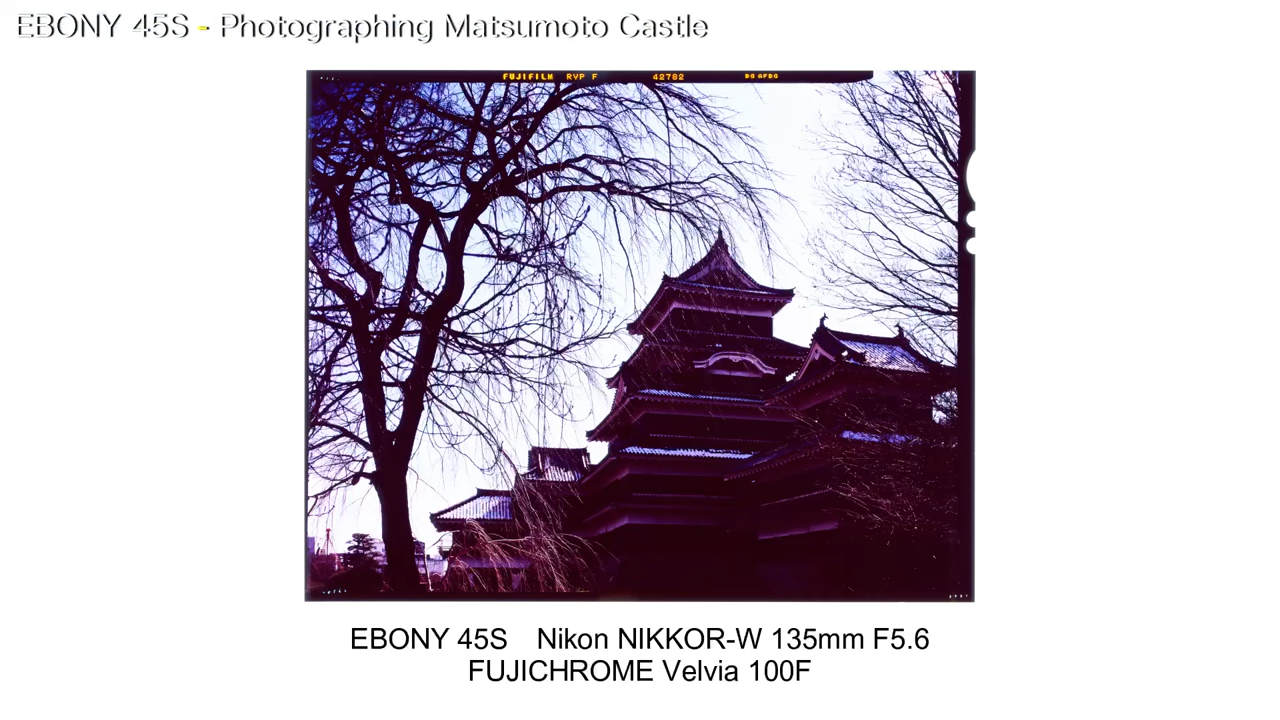 EBONY 45S - Photographing Matsumoto Castle
FUJIFILM RVP F 42782
EBONY 45S Nikon NIKKOR-W 135mm F5.6
FUJICHROME Velvia 100F